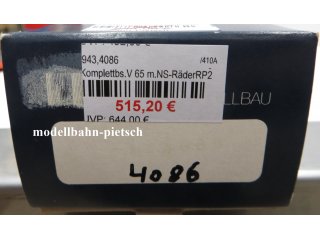 943,4086 /410A
Komplettbs.V 65 m.NS-RäderRP2
515,20 €
LLBAU
UVP: 644,00 €
modellbahn-pietsch
4086